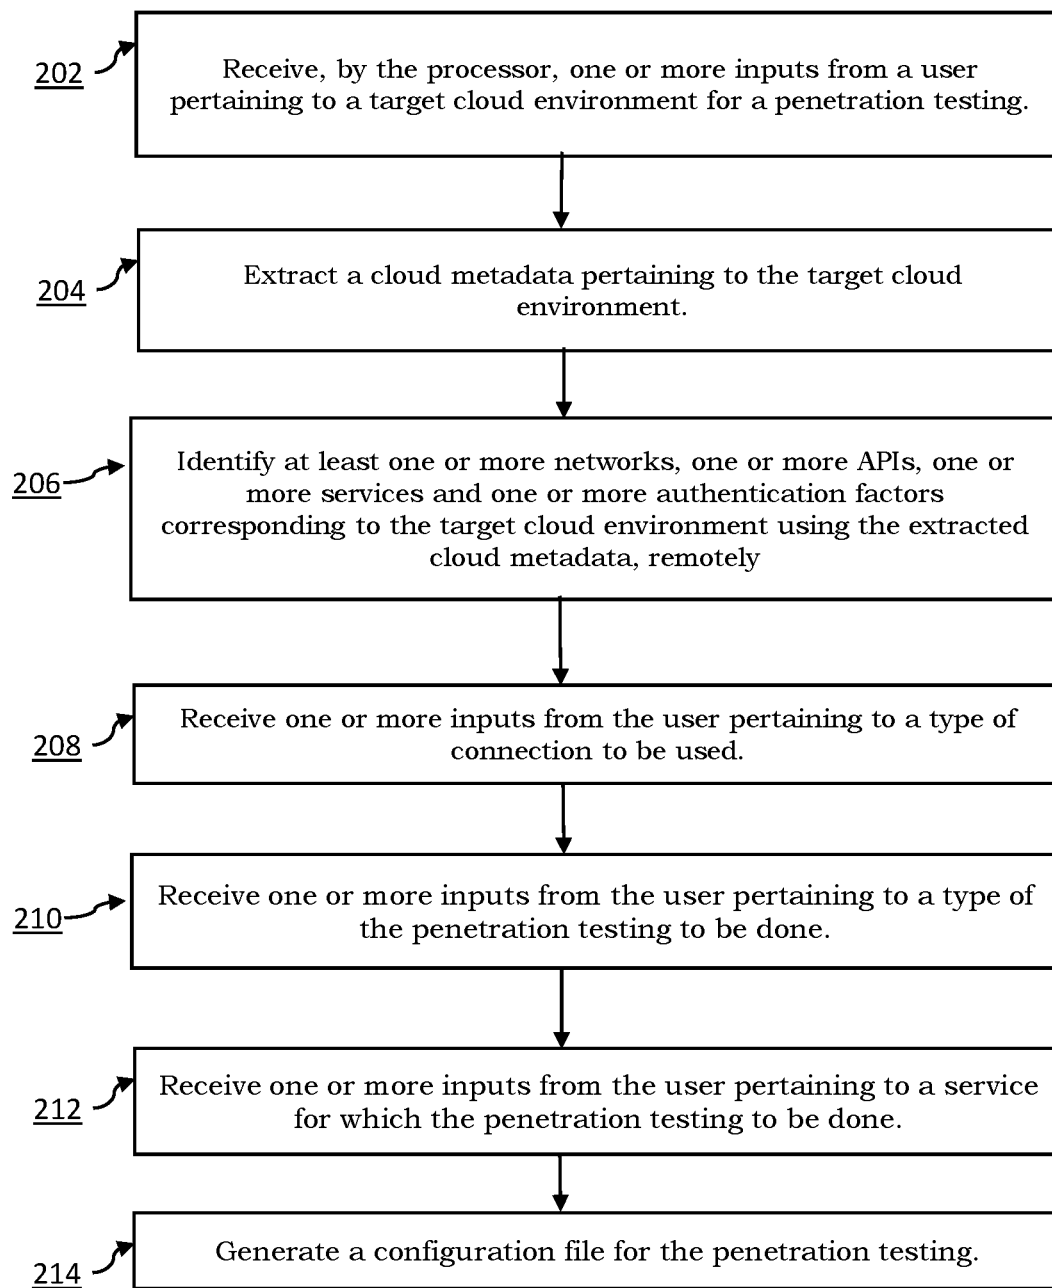 202
Receive, by the processor, one or more inputs from a user
pertaining to a target cloud environment for a penetration testing.
204
Extract a cloud metadata pertaining to the target cloud
environment.
206
Identify at least one or more networks, one or more APIs, one or
more services and one or more authentication factors
corresponding to the target cloud environment using the extracted
cloud metadata, remotely
208
Receive one or more inputs from the user pertaining to a type of
connection to be used.
210
Receive one or more inputs from the user pertaining to a type of
the penetration testing to be done.
212
Receive one or more inputs from the user pertaining to a service
for which the penetration testing to be done.
214
Generate a configuration file for the penetration testing.